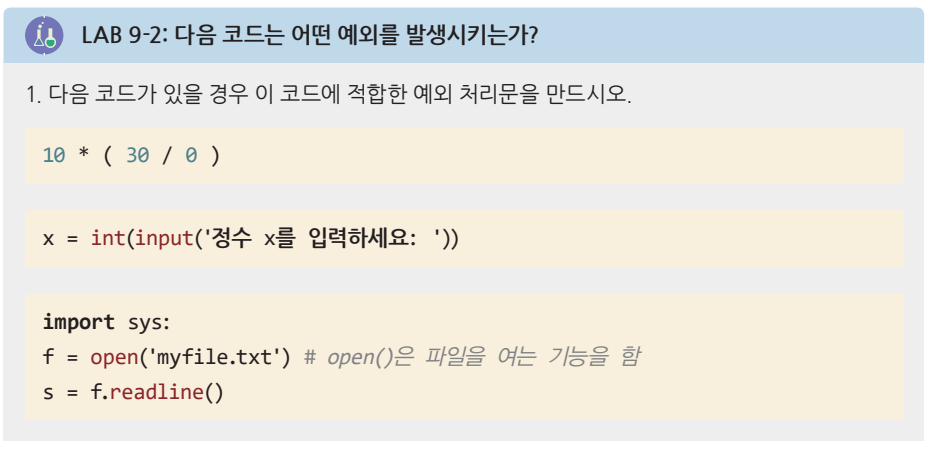 LAB 9-2: 다음 코드는 어떤 예외를 발생시키는가?
1. 다음 코드가 있을 경우 이 코드에 적합한 예외 처리문을 만드시오.
10 * ( 30 / 0 )
x = int(input('정수 x를 입력하세요: '))
import sys:
f = open('myfile.txt') # open()은 파일을 여는 기능을 함
s = f.readline()